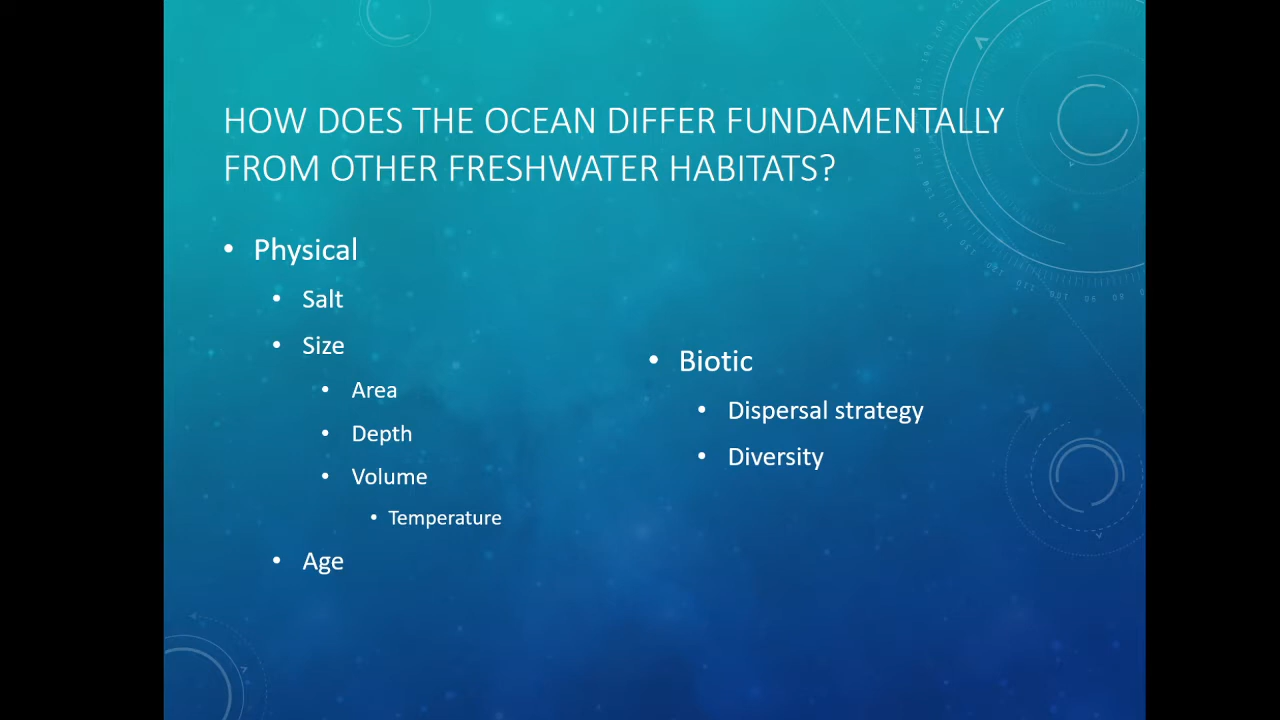 HOW DOES THE OCEAN DIFFER FUNDAMENTALLY
FROM OTHER FRESHWATER HABITATS?
• Physical
• Salt
• Size
• Area
• Depth
• Volume
• Temperature
• Age
• Biotic
• Dispersal strategy
• Diversity